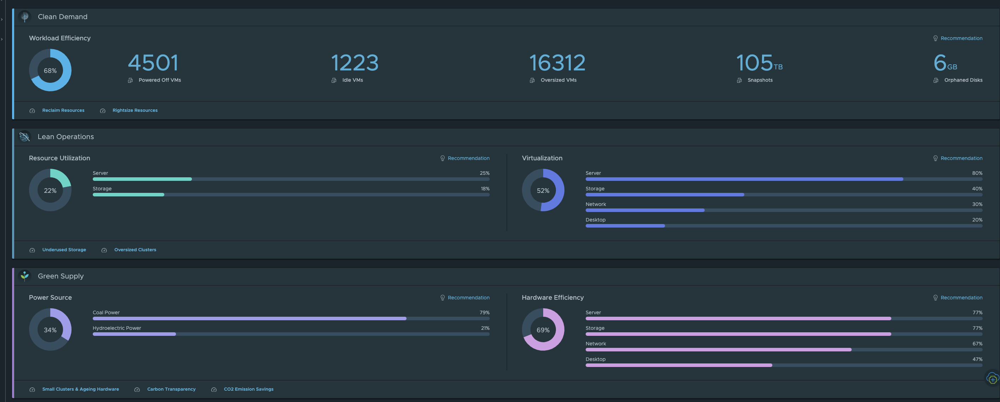 Clean Demand
Workload Efficiency
Recommendation
68%
4501
Powered Off VMs
1223
Idle VMs
16312
Oversized VMs
105 TB
Snapshots
6 GB
Orphaned Disks
Reclaim Resources
Rightsize Resources
Lean Operations
Resource Utilization
Recommendation
22%
Server 25%
Storage 18%
Virtualization
Recommendation
52%
Server 80%
Storage 40%
Network 30%
Desktop 20%
Underused Storage
Oversized Clusters
Green Supply
Power Source
Recommendation
34%
Coal Power 79%
Hydroelectric Power 21%
Hardware Efficiency
Recommendation
69%
Server 77%
Storage 77%
Network 67%
Desktop 47%
Small Clusters & Ageing Hardware
Carbon Transparency
CO2 Emission Savings